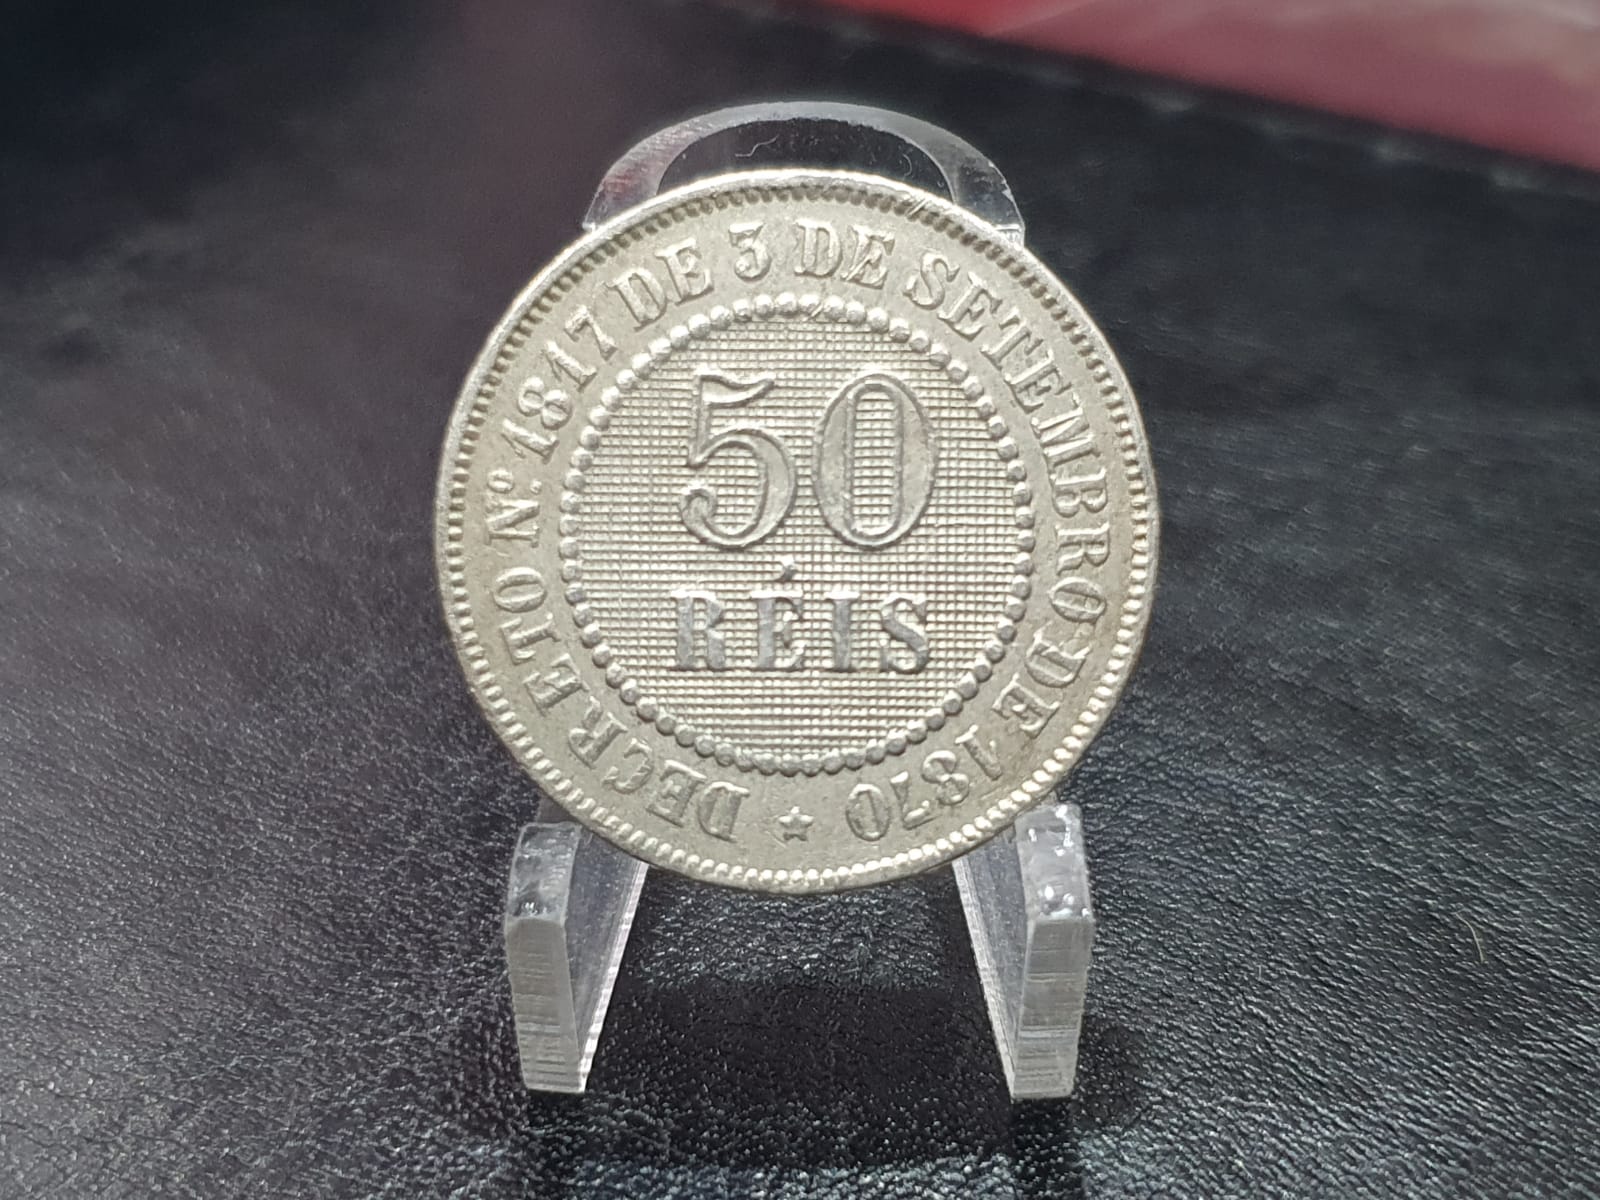 DECRETO Nº. 1817 DE 3 DE SETEMBRO DE 1870
50
RÉIS